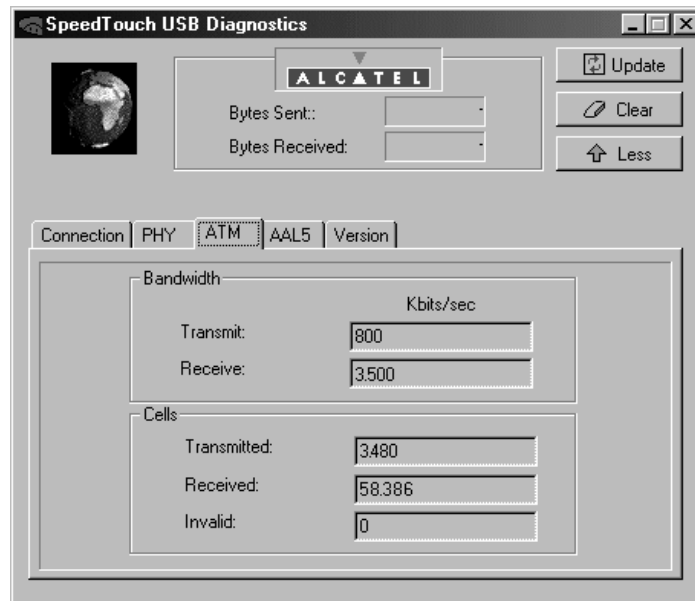 SpeedTouch USB Diagnostics
ALCATEL
Update
Bytes Sent::
-
Clear
Bytes Received:
-
Less
Connection PHY ATM AAL5 Version
Bandwidth
Kbits/sec
Transmit: 800
Receive: 3.500
Cells
Transmitted: 3.480
Received: 58.386
Invalid: 0